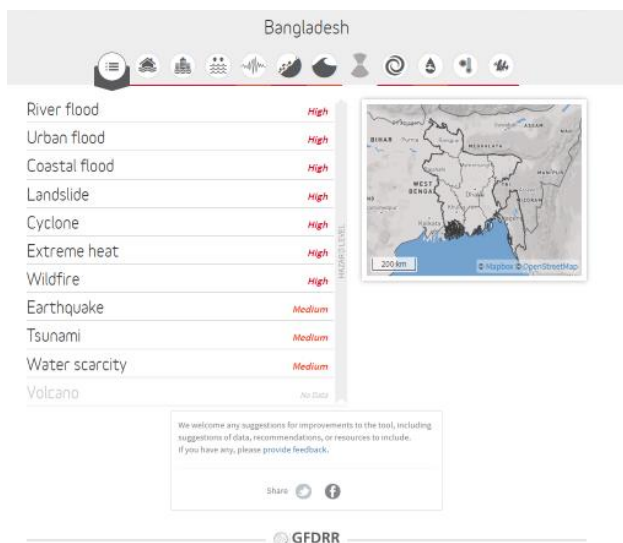 Bangladesh
River flood High
Urban flood High
Coastal flood High
Landslide High
Cyclone High
Extreme heat High
Wildfire High
Earthquake Medium
Tsunami Medium
Water scarcity Medium
Volcano No Data
HAZARD LEVEL
ASSAM
BIHAR
MEGHALAYA
MANIPUR
WEST
BENGAL
Dhaka
MIZORAM
Kolkata
200 km
© Mapbox © OpenStreetMap
We welcome any suggestions for improvements to the tool, including
suggestions of data, recommendations, or resources to include.
If you have any, please provide feedback.
Share
GFDRR